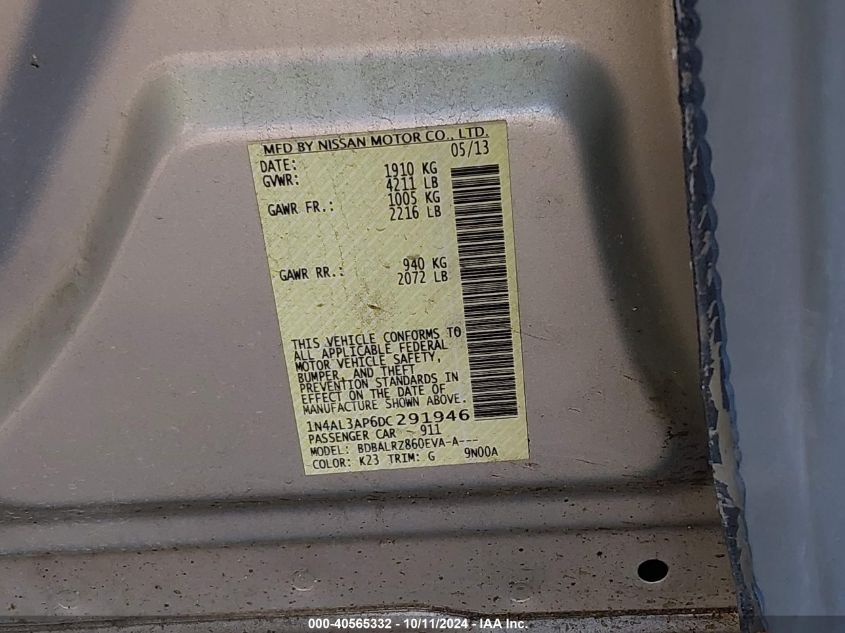 MFD BY NISSAN MOTOR CO., LTD.
DATE: 05/13
GVWR: 1910 KG
4211 LB
GAWR FR.: 1005 KG
2216 LB
GAWR RR.: 940 KG
2072 LB
THIS VEHICLE CONFORMS TO
ALL APPLICABLE FEDERAL
MOTOR VEHICLE SAFETY,
BUMPER, AND THEFT
PREVENTION STANDARDS IN
EFFECT ON THE DATE OF
MANUFACTURE SHOWN ABOVE.
1N4AL3AP6DC291946
PASSENGER CAR 911
MODEL: BDBALRZ860EVA-A---
COLOR: K23 TRIM: G 9N00A
000-40565332 - 10/11/2024 - IAA Inc.